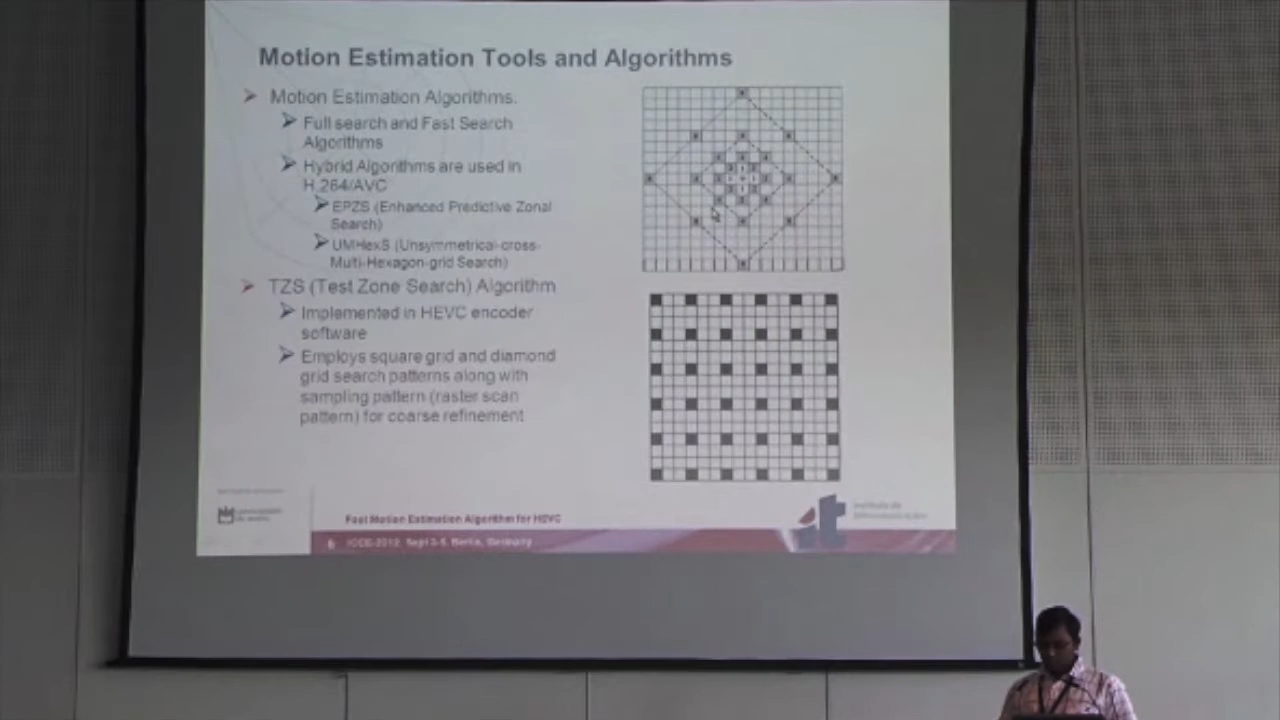 Motion Estimation Tools and Algorithms
Motion Estimation Algorithms:
Full search and Fast Search
Algorithms
Hybrid Algorithms are used in
H.264/AVC
EPZS (Enhanced Predictive Zonal
Search)
UMHexS (Unsymmetrical-cross-
Multi-Hexagon-grid Search)
TZS (Test Zone Search) Algorithm
Implemented in HEVC encoder
software
Employs square grid and diamond
grid search patterns along with
sampling pattern (raster scan
pattern) for coarse refinement
Fast Motion Estimation Algorithm for HEVC
6 ICCE-2012, Sept 3-5, Berlin, Germany